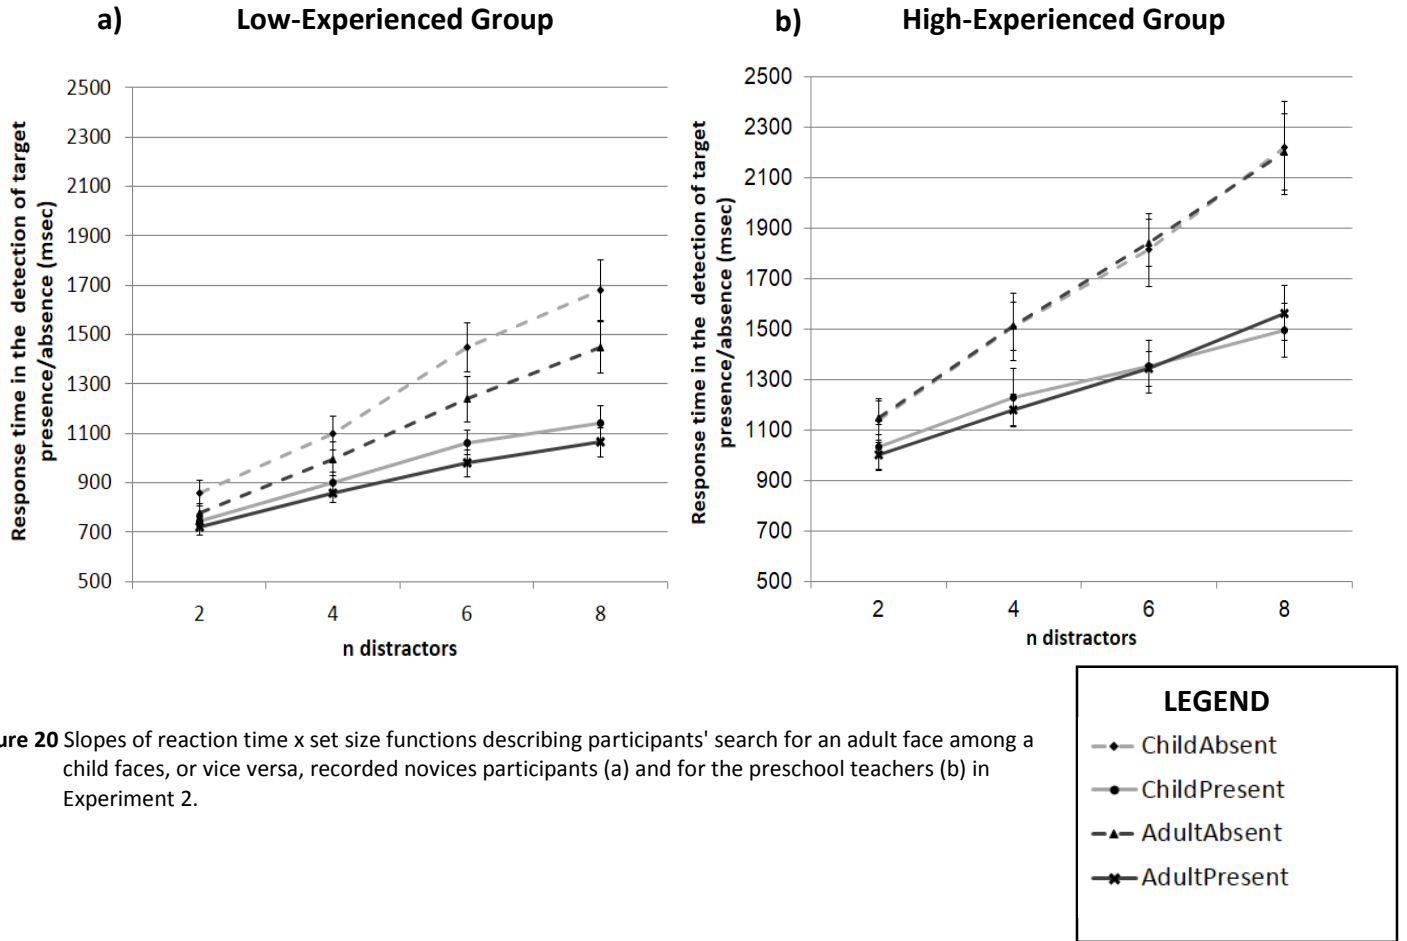 a) Low-Experienced Group
b) High-Experienced Group
Response time in the detection of target
presence/absence (msec)
2500
2300
2100
1900
1700
1500
1300
1100
900
700
500
2 4 6 8
n distractors
Response time in the detection of target
presence/absence (msec)
2500
2300
2100
1900
1700
1500
1300
1100
900
700
500
2 4 6 8
n distractors
LEGEND
ChildAbsent
ChildPresent
AdultAbsent
AdultPresent
ure 20 Slopes of reaction time x set size functions describing participants' search for an adult face among a
child faces, or vice versa, recorded novices participants (a) and for the preschool teachers (b) in
Experiment 2.